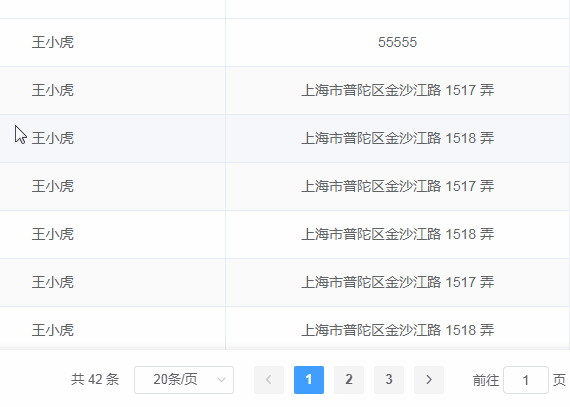 王小虎 55555
王小虎 上海市普陀区金沙江路 1517 弄
王小虎 上海市普陀区金沙江路 1518 弄
王小虎 上海市普陀区金沙江路 1517 弄
王小虎 上海市普陀区金沙江路 1518 弄
王小虎 上海市普陀区金沙江路 1517 弄
王小虎 上海市普陀区金沙江路 1518 弄
共 42 条 20条/页 1 2 3 前往 1 页